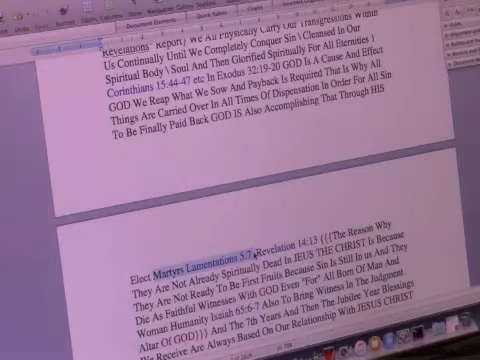 Document Elements Quick Tables Charts
Revelations' Report} We All Physically Carry Our Transgressions Within
Us Continually Until We Completely Conquer Sin \ Cleansed In Our
Spiritual Body \ Soul And Then Glorified Spiritually For All Eternities 1
Corinthians 15:44-47 etc In Exodus 32:19-20 GOD Is A Cause And Effect
GOD We Reap What We Sow And Payback Is Required That Is Why All
Things Are Carried Over In All Times Of Dispensation In Order For All Sin
To Be Finally Paid Back GOD IS Also Accomplishing That Through HIS
Elect Martyrs Lamentations 5:7 Revelation 14:13 (((The Reason Why
They Are Not Already Spiritually Dead In JEUS THE CHRIST Is Because
They Are Not Ready To Be First Fruits Because Sin Is Still In us And They
Die As Faithful Witnesses With GOD Even "For" All Born Of Man And
Woman Humanity Isaiah 65:6-7 Also To Bring Witness In The Judgment
Altar Of GOD))) And The 7th Years And Then The Jubilee Year Blessings
We Receive Are Always Based On Our Relationship With JESUS CHRIST